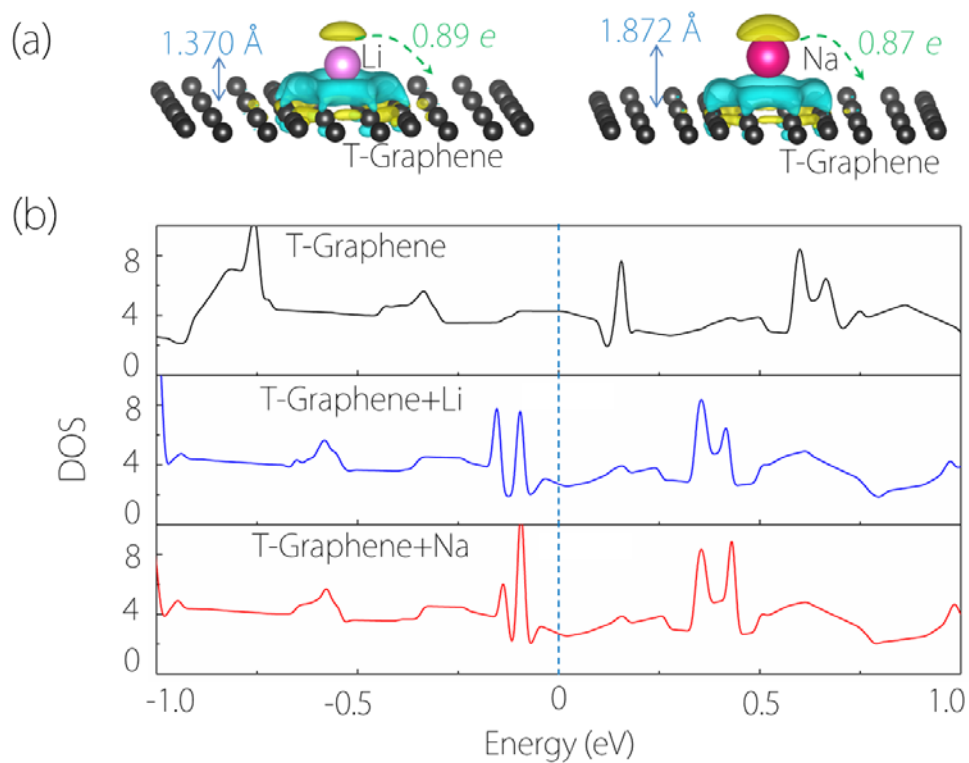 (a)
1.370 Å
Li
0.89 e
T-Graphene
1.872 Å
Na
0.87 e
T-Graphene
(b)
DOS
T-Graphene
8
4
0
T-Graphene+Li
8
4
0
T-Graphene+Na
8
4
0
-1.0 -0.5 0 0.5 1.0
Energy (eV)